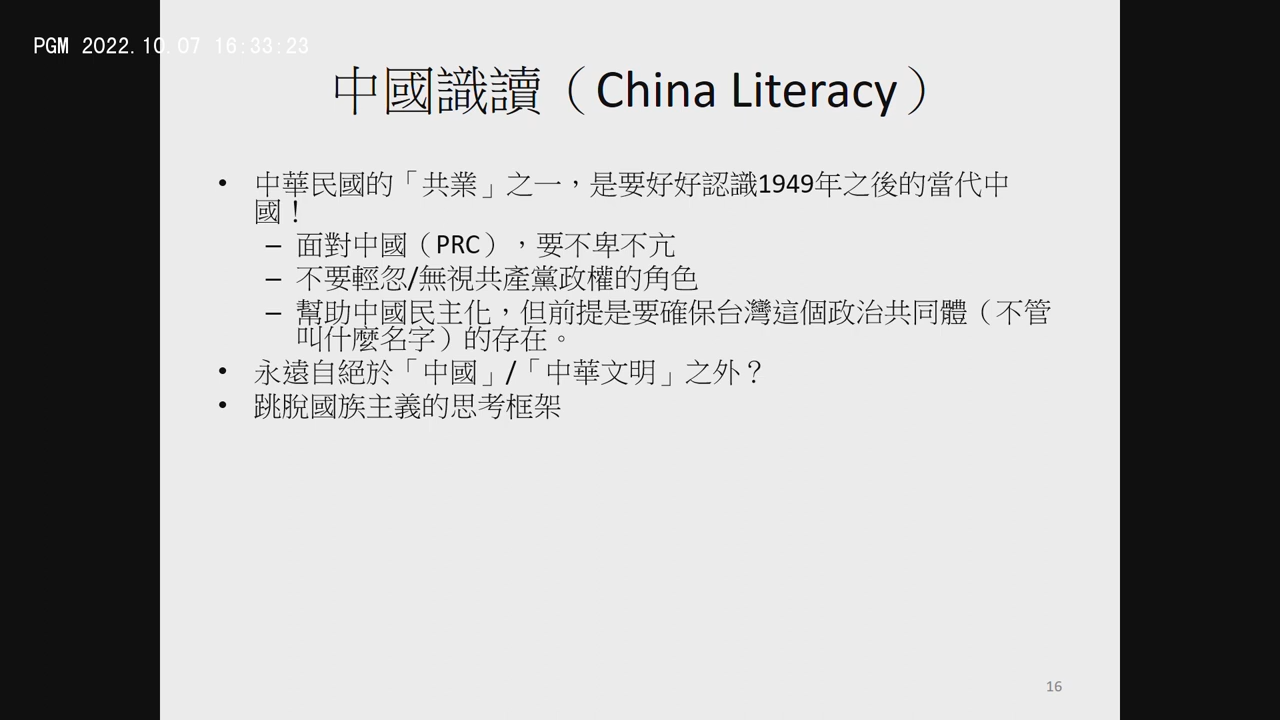 PGM 2022.10.07 16:33:23
中國識讀（China Literacy）
• 中華民國的「共業」之一，是要好好認識1949年之後的當代中
國！
– 面對中國（PRC），要不卑不亢
– 不要輕忽/無視共產黨政權的角色
– 幫助中國民主化，但前提是要確保台灣這個政治共同體（不管
叫什麼名字）的存在。
• 永遠自絕於「中國」/「中華文明」之外？
• 跳脫國族主義的思考框架
16